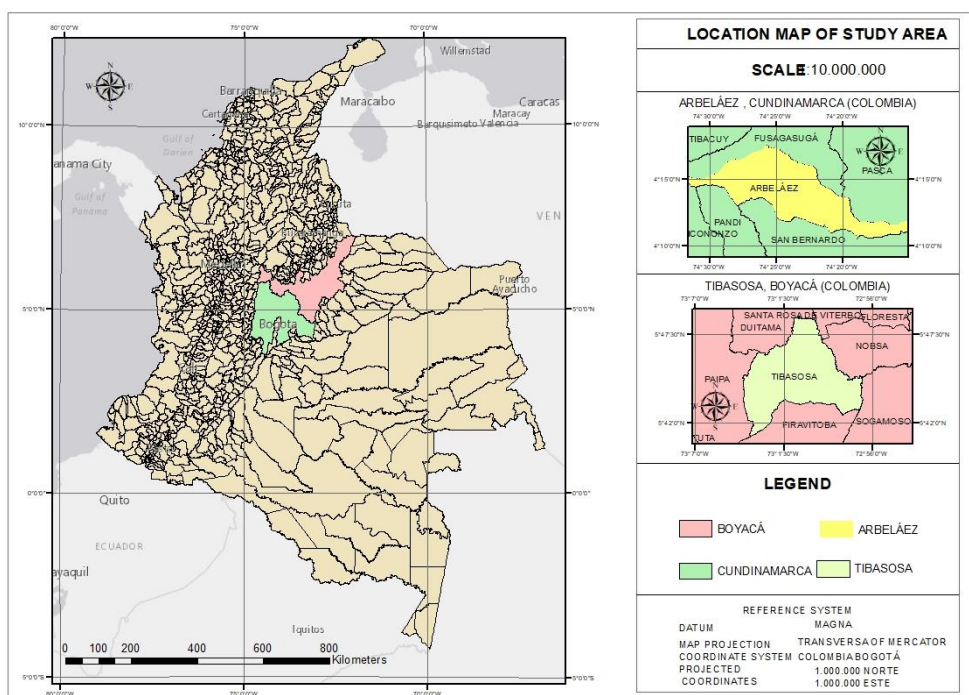 80°0'0"W 75°0'0"W 70°0'0"W
Willemstad
Barranquilla
Maracaibo
Caracas
Cartagena
Maracay
10°0'0"N 10°0'0"N
Barquisimeto Valencia
Gulf of
Darien
anama City
Gulf of
Panama
VEN
Puerto
Ayacucho
5°0'0"N 5°0'0"N
Bogota
0°0'0" 0°0'0"
Quito
ECUADOR
ayaquil
Iquitos
0 100 200 400 600 800
Kilometers
5°0'0"S 5°0'0"S
80°0'0"W 75°0'0"W 70°0'0"W
N
W E
S
LOCATION MAP OF STUDY AREA
SCALE:10.000.000
ARBELÁEZ , CUNDINAMARCA (COLOMBIA)
74°30'0"W 74°25'0"W 74°20'0"W
TIBACUY
FUSAGASUGÁ
N
W E
S
PASCA
4°15'0"N 4°15'0"N
ARBELÁEZ
PANDI
ICONONZO
SAN BERNARDO
4°10'0"N 4°10'0"N
74°30'0"W 74°25'0"W 74°20'0"W
TIBASOSA, BOYACÁ (COLOMBIA)
73°7'0"W 73°1'30"W 72°56'0"W
SANTA ROSA DE VITERBO
FLORESTA
DUITAMA
5°47'30"N 5°47'30"N
NOBSA
PAIPA
TIBASOSA
N
W E
S
5°42'0"N 5°42'0"N
FIRAVITOBA
SOGAMOSO
TUTA
73°7'0"W 73°1'30"W 72°56'0"W
LEGEND
BOYACÁ
ARBELÁEZ
CUNDINAMARCA
TIBASOSA
REFERENCE SYSTEM
DATUM MAGNA
MAP PROJECTION TRANSVERSA OF MERCATOR
COORDINATE SYSTEM COLOMBIA BOGOTÁ
PROJECTED 1.000.000 NORTE
COORDINATES 1.000.000 ESTE